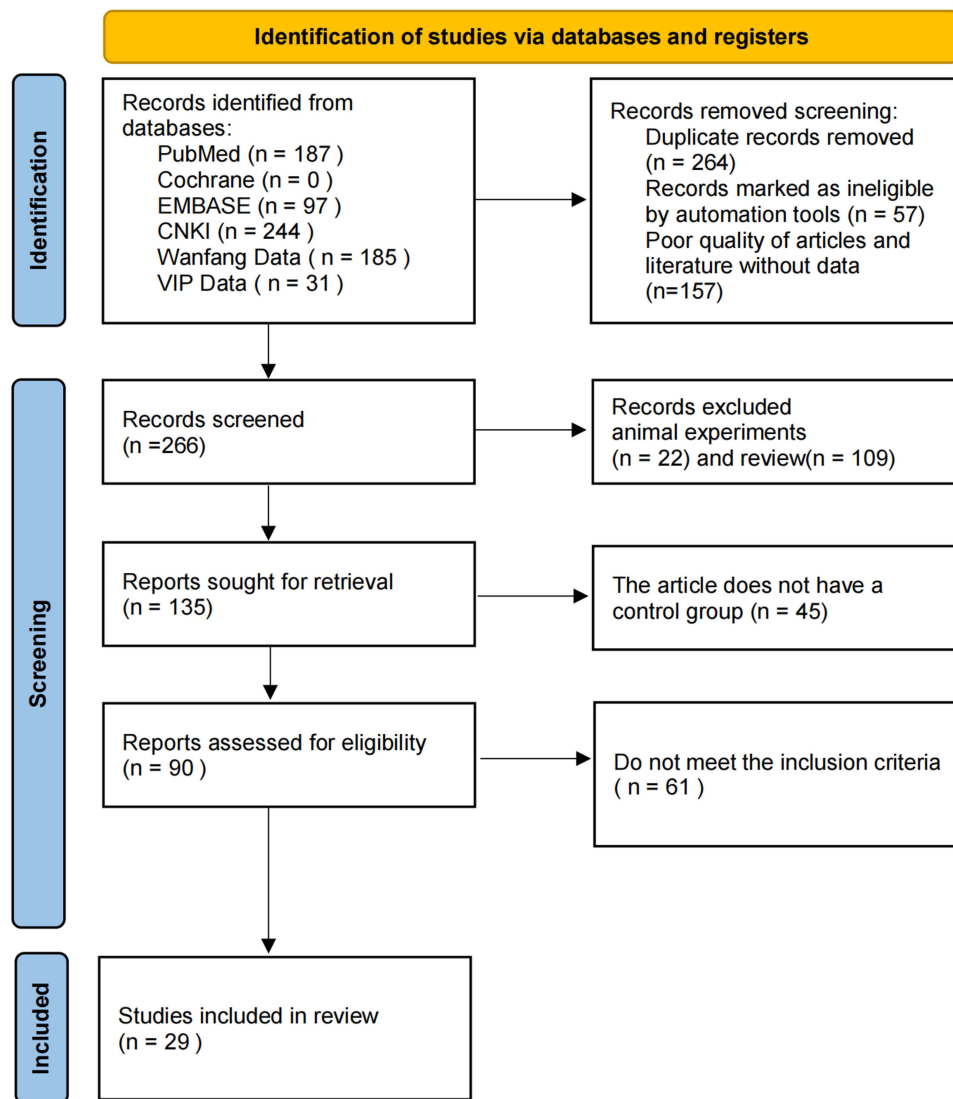 Identification of studies via databases and registers
Identification
Records identified from
databases:
PubMed (n = 187 )
Cochrane (n = 0 )
EMBASE (n = 97 )
CNKI (n = 244 )
Wanfang Data ( n = 185 )
VIP Data ( n = 31 )
Records removed screening:
Duplicate records removed
(n = 264)
Records marked as ineligible
by automation tools (n = 57)
Poor quality of articles and
literature without data
(n=157)
Screening
Records screened
(n =266)
Records excluded
animal experiments
(n = 22) and review(n = 109)
Reports sought for retrieval
(n = 135)
The article does not have a
control group (n = 45)
Reports assessed for eligibility
(n = 90 )
Do not meet the inclusion criteria
( n = 61 )
Included
Studies included in review
(n = 29 )